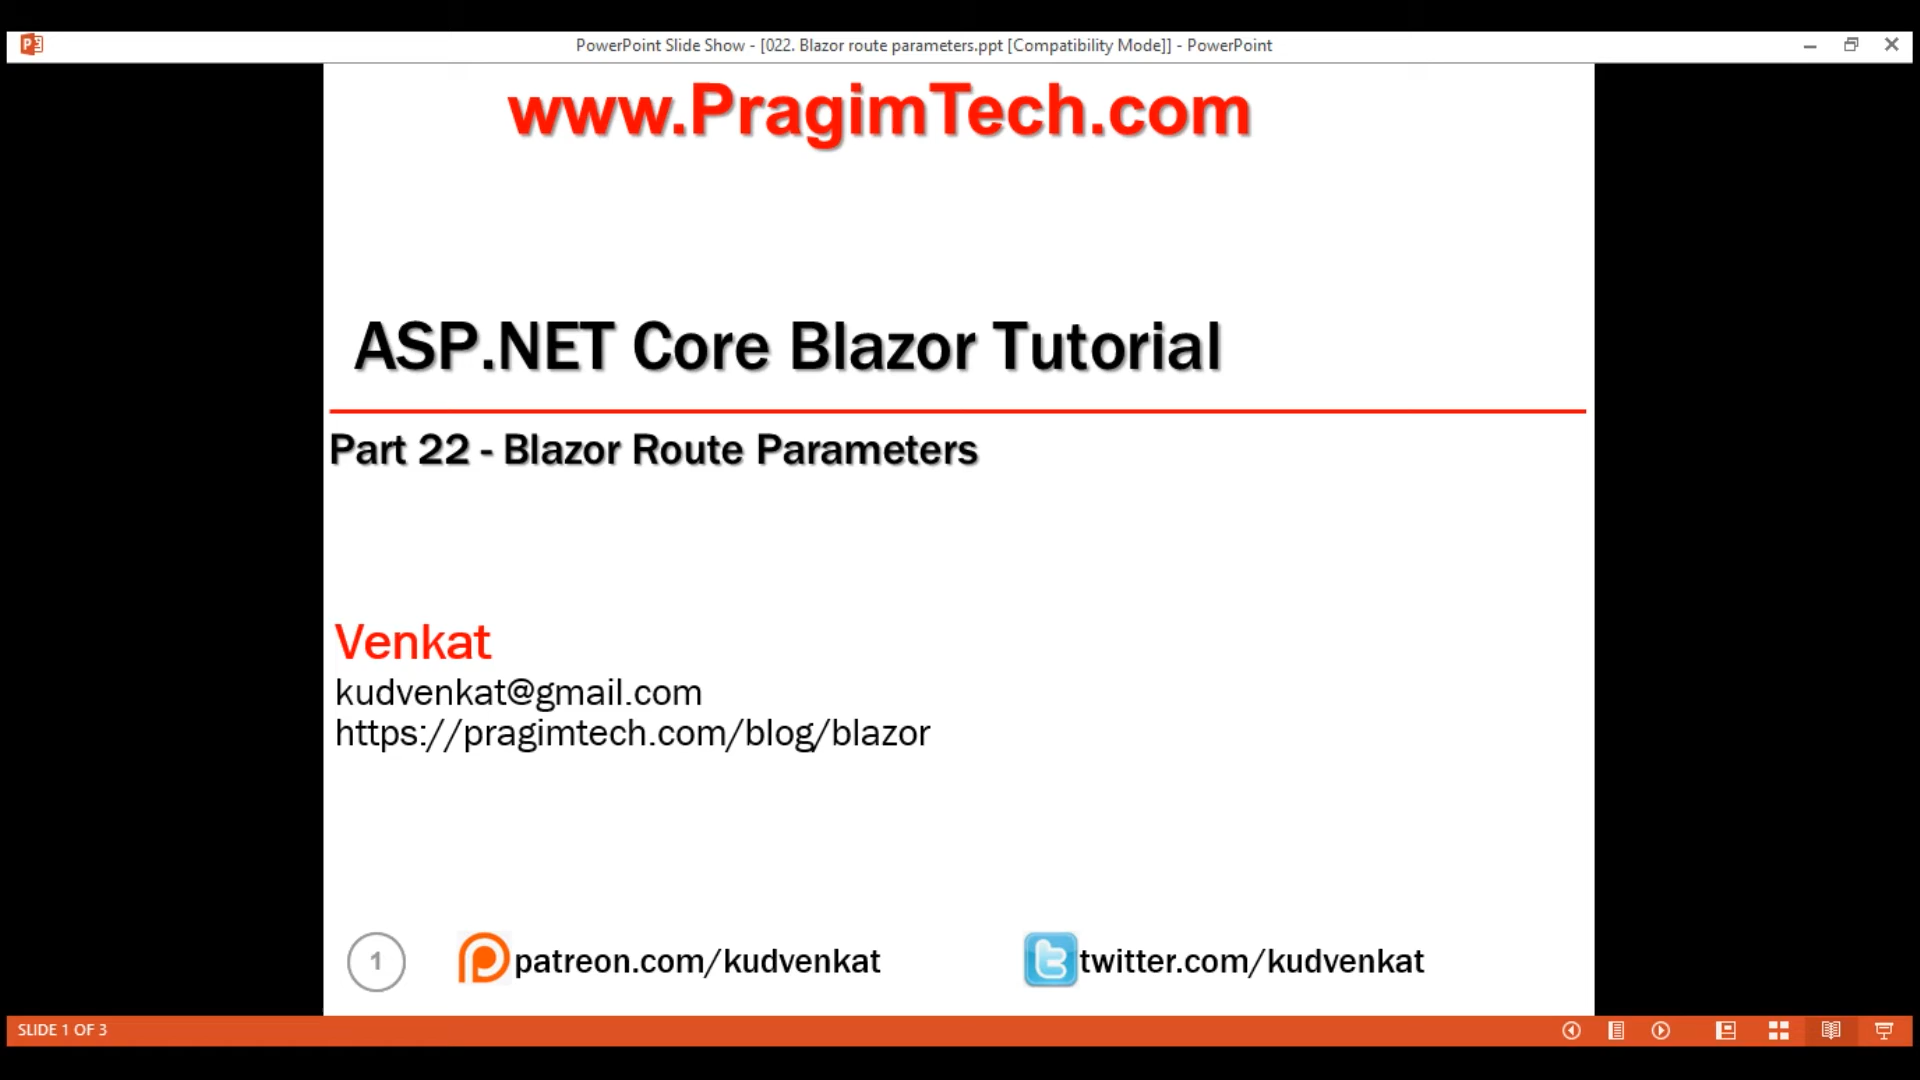 PowerPoint Slide Show - [022. Blazor route parameters.ppt [Compatibility Mode]] - PowerPoint
www.PragimTech.com
ASP.NET Core Blazor Tutorial
Part 22 - Blazor Route Parameters
Venkat
kudvenkat@gmail.com
https://pragimtech.com/blog/blazor
1
patreon.com/kudvenkat
twitter.com/kudvenkat
SLIDE 1 OF 3